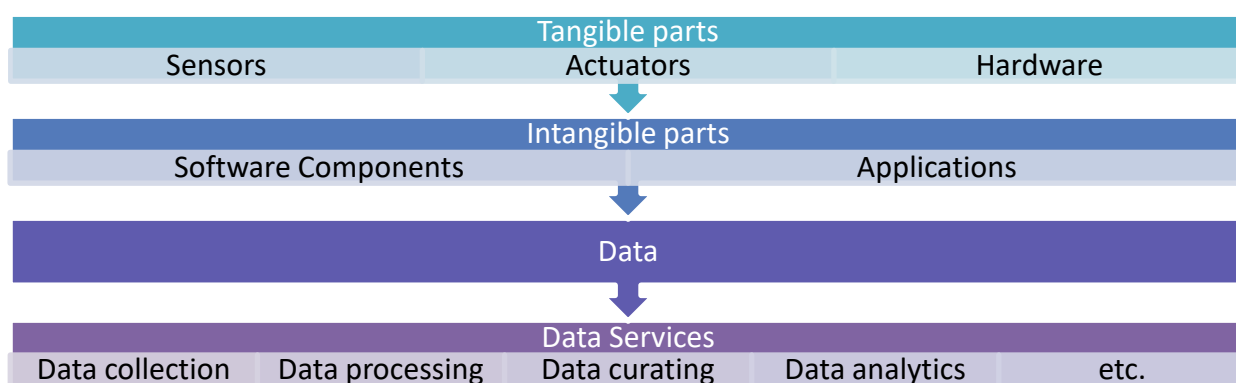 Tangible parts
Sensors Actuators Hardware
Intangible parts
Software Components Applications
Data
Data Services
Data collection Data processing Data curating Data analytics etc.